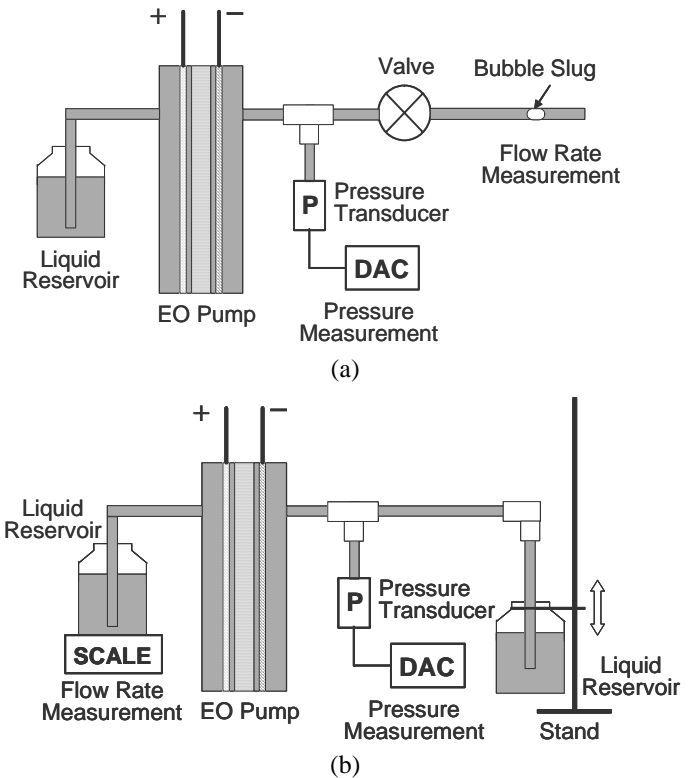 + −
Valve
Bubble Slug
Flow Rate
Measurement
P
Pressure
Transducer
DAC
Liquid
Reservoir
EO Pump
Pressure
Measurement
(a)
+ −
Liquid
Reservoir
P
Pressure
Transducer
SCALE
DAC
Flow Rate
Measurement
EO Pump
Pressure
Measurement
Liquid
Reservoir
Stand
(b)